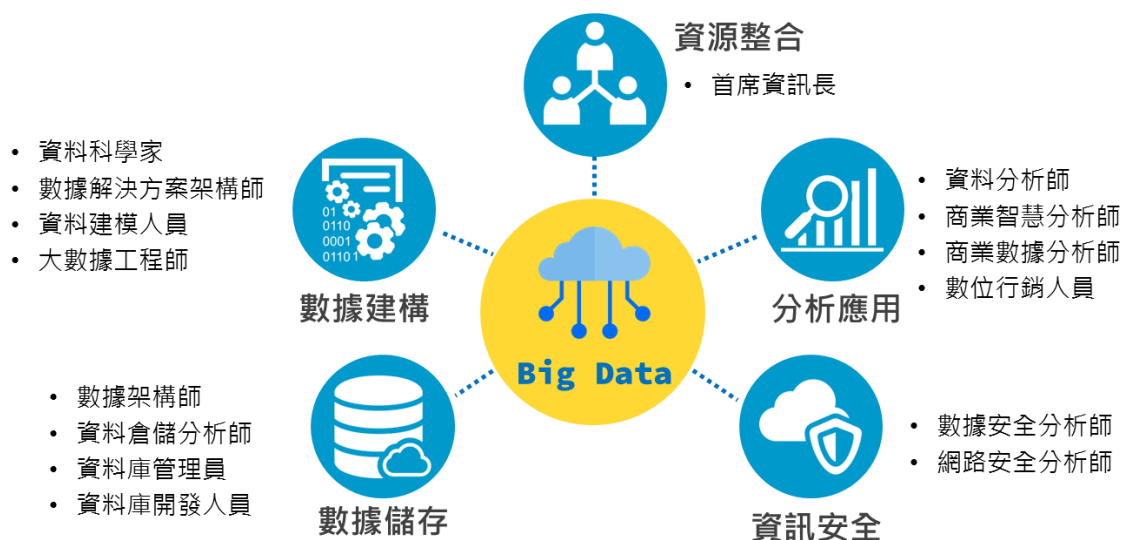 資源整合
• 首席資訊長
• 資料科學家
• 數據解決方案架構師
• 資料建模人員
• 大數據工程師
01
0110
0001
01101
數據建構
• 資料分析師
• 商業智慧分析師
• 商業數據分析師
• 數位行銷人員
分析應用
Big Data
• 數據架構師
• 資料倉儲分析師
• 資料庫管理員
• 資料庫開發人員
數據儲存
• 數據安全分析師
• 網路安全分析師
資訊安全